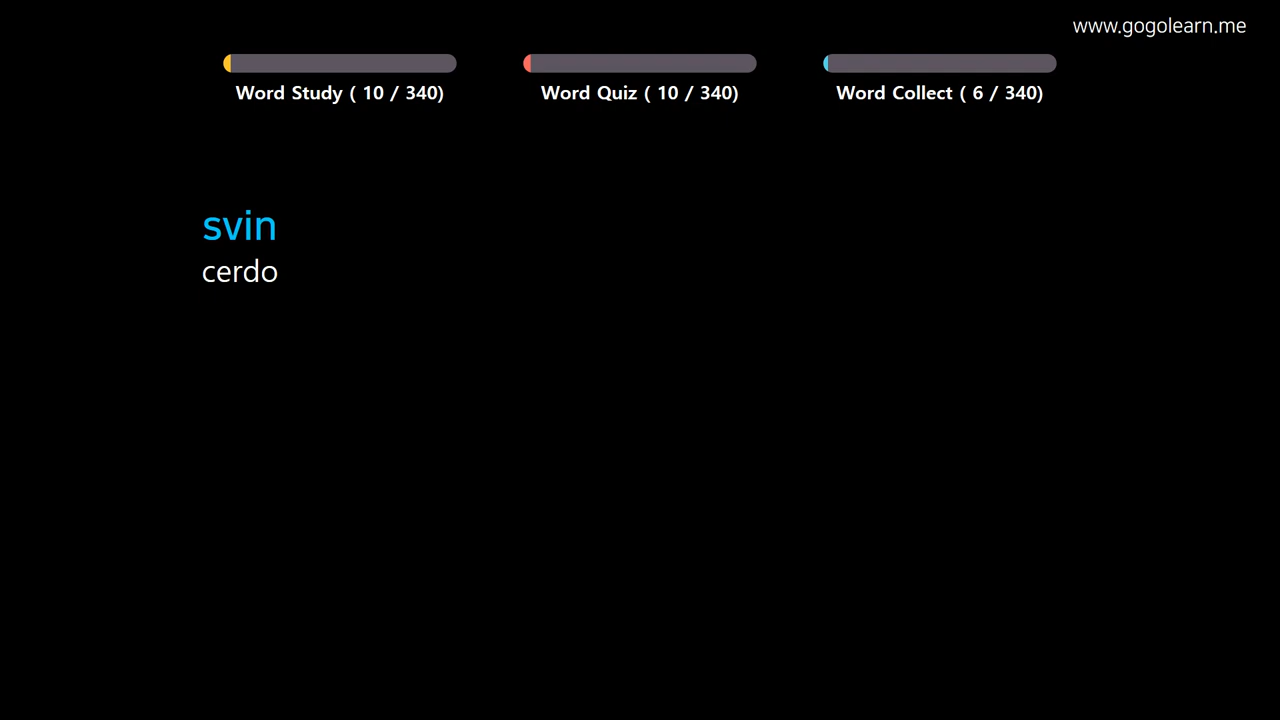 www.gogolearn.me
Word Study ( 10 / 340)
Word Quiz ( 10 / 340)
Word Collect ( 6 / 340)
svin
cerdo